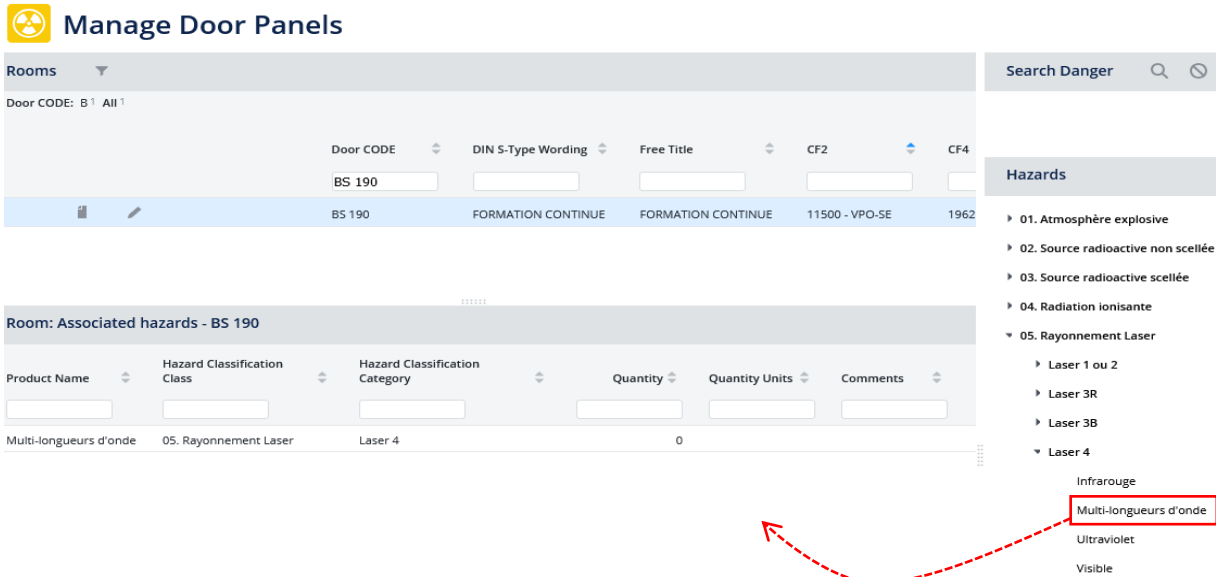 Manage Door Panels
Rooms
Door CODE: B 1 All 1
Door CODE DIN S-Type Wording Free Title CF2 CF4
BS 190
BS 190 FORMATION CONTINUE FORMATION CONTINUE 11500 - VPO-SE 1962
Room: Associated hazards - BS 190
Product Name Hazard Classification Class Hazard Classification Category Quantity Quantity Units Comments
Multi-longueurs d'onde 05. Rayonnement Laser Laser 4 0
Search Danger
Hazards
01. Atmosphère explosive
02. Source radioactive non scellée
03. Source radioactive scellée
04. Radiation ionisante
05. Rayonnement Laser
Laser 1 ou 2
Laser 3R
Laser 3B
Laser 4
Infrarouge
Multi-longueurs d'onde
Ultraviolet
Visible